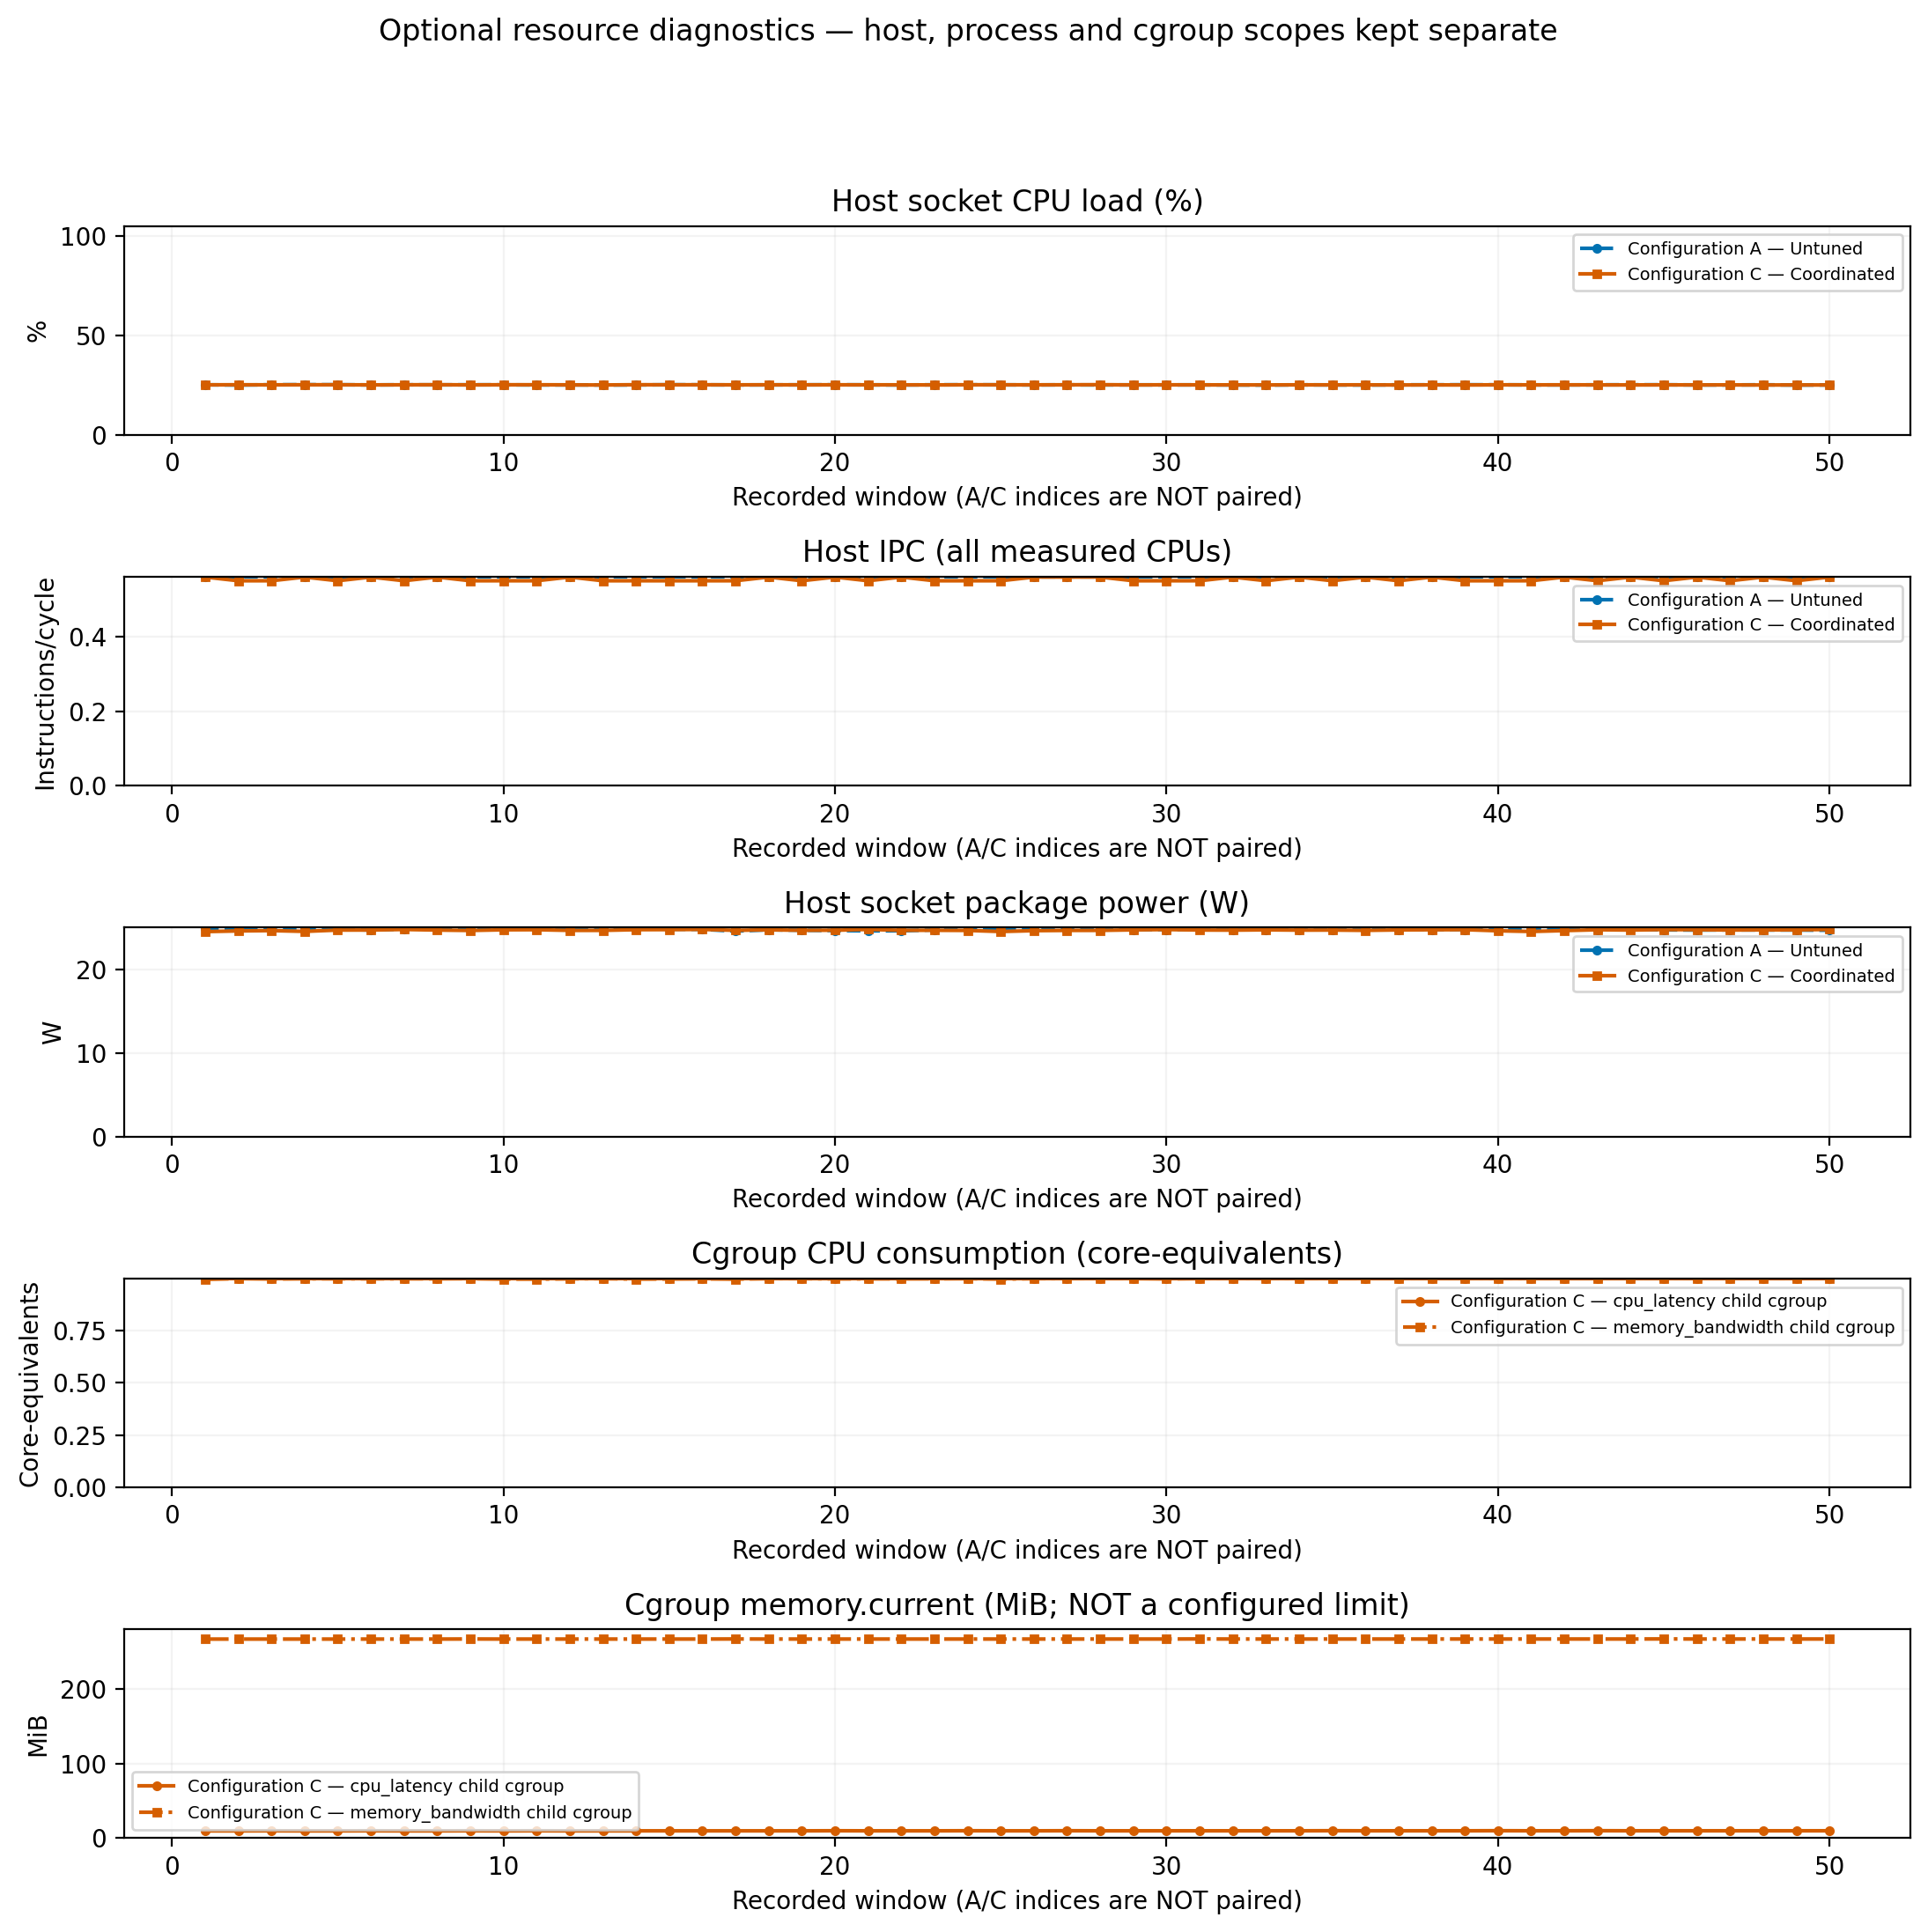 Optional resource diagnostics — host, process and cgroup scopes kept separate
Host socket CPU load (%)
100
50
0
%
Configuration A — Untuned
Configuration C — Coordinated
0 10 20 30 40 50
Recorded window (A/C indices are NOT paired)
Host IPC (all measured CPUs)
0.4
0.2
0.0
Instructions/cycle
Configuration A — Untuned
Configuration C — Coordinated
0 10 20 30 40 50
Recorded window (A/C indices are NOT paired)
Host socket package power (W)
20
10
0
W
Configuration A — Untuned
Configuration C — Coordinated
0 10 20 30 40 50
Recorded window (A/C indices are NOT paired)
Cgroup CPU consumption (core-equivalents)
0.75
0.50
0.25
0.00
Core-equivalents
Configuration C — cpu_latency child cgroup
Configuration C — memory_bandwidth child cgroup
0 10 20 30 40 50
Recorded window (A/C indices are NOT paired)
Cgroup memory.current (MiB; NOT a configured limit)
200
100
0
MiB
Configuration C — cpu_latency child cgroup
Configuration C — memory_bandwidth child cgroup
0 10 20 30 40 50
Recorded window (A/C indices are NOT paired)